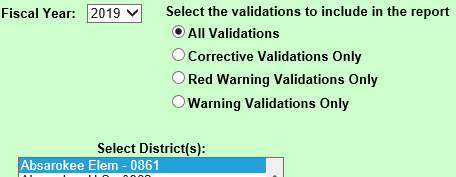 Fiscal Year: 2019 Select the validations to include in the report
All Validations
Corrective Validations Only
Red Warning Validations Only
Warning Validations Only
Select District(s):
Absarokee Elem - 0861